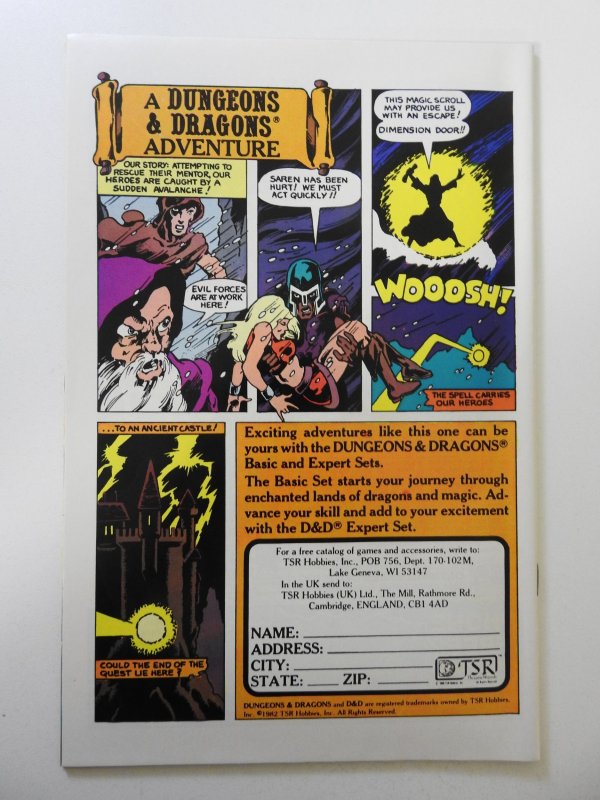 A DUNGEONS
& DRAGONS®
ADVENTURE
OUR STORY: ATTEMPTING TO
RESCUE THEIR MENTOR, OUR
HEROES ARE CAUGHT BY A
SUDDEN AVALANCHE!
EVIL FORCES
ARE AT WORK
HERE!
SAREN HAS BEEN
HURT! WE MUST
ACT QUICKLY!!
THIS MAGIC SCROLL
MAY PROVIDE US
WITH AN ESCAPE!
DIMENSION DOOR!!
WOOOSH!
THE SPELL CARRIES
OUR HEROES
...TO AN ANCIENT CASTLE!
COULD THE END OF THE
QUEST LIE HERE?
Exciting adventures like this one can be
yours with the DUNGEONS & DRAGONS®
Basic and Expert Sets.
The Basic Set starts your journey through
enchanted lands of dragons and magic. Ad-
vance your skill and add to your excitement
with the D&D® Expert Set.
For a free catalog of games and accessories, write to:
TSR Hobbies, Inc., POB 756, Dept. 170-102M,
Lake Geneva, WI 53147
In the UK send to:
TSR Hobbies (UK) Ltd., The Mill, Rathmore Rd.,
Cambridge, ENGLAND, CB1 4AD
NAME:
ADDRESS:
CITY:
STATE: ZIP:
TSR
DUNGEONS & DRAGONS and D&D are registered trademarks owned by TSR Hobbies,
Inc. ©1982 TSR Hobbies, Inc. All Rights Reserved.